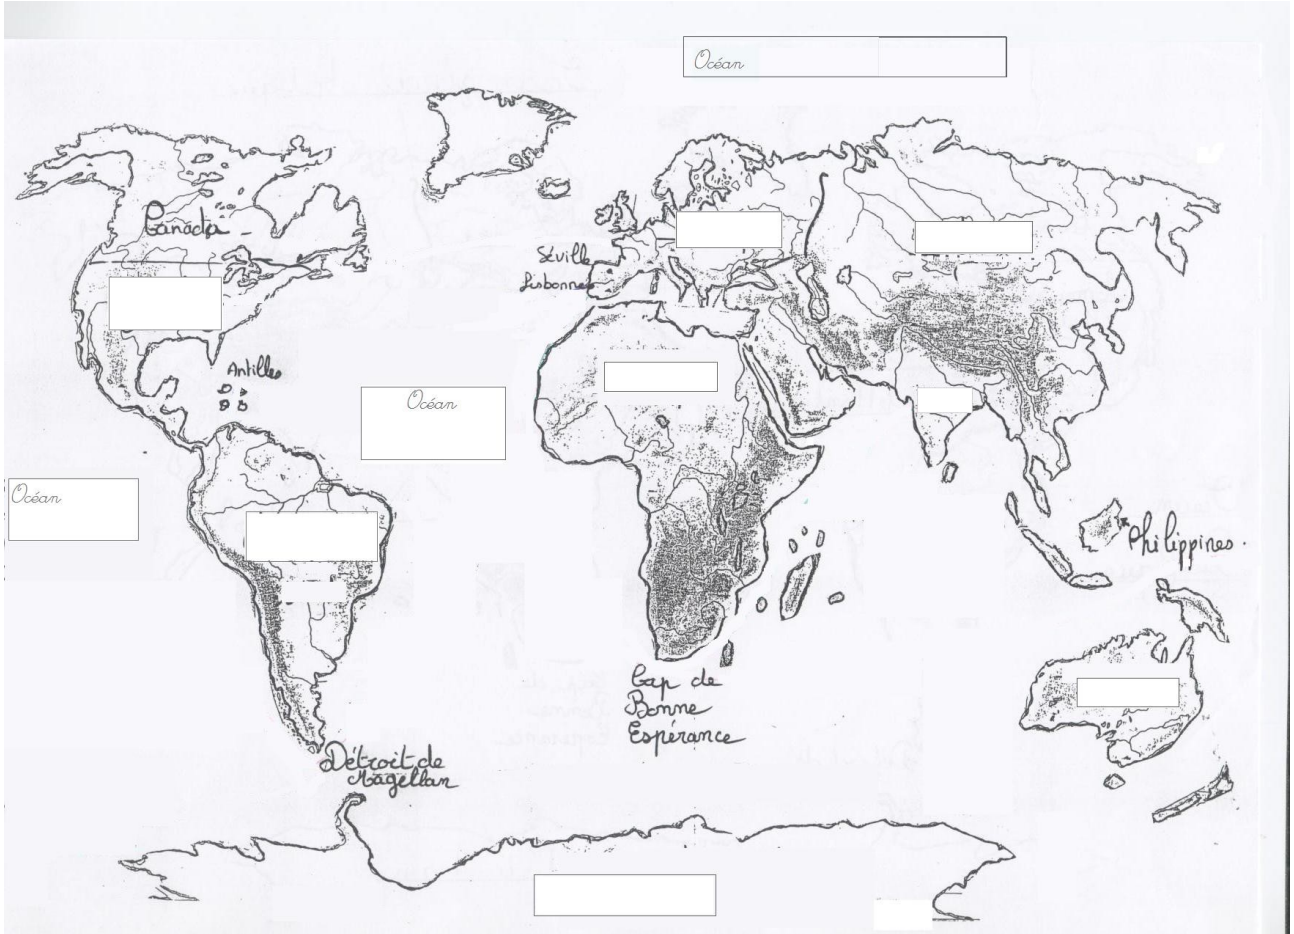 Océan
Canada
Séville
Lisbonne
Antilles
Océan
Océan
Philippines.
Cap de
Bonne
Espérance
Détroit de
Magellan